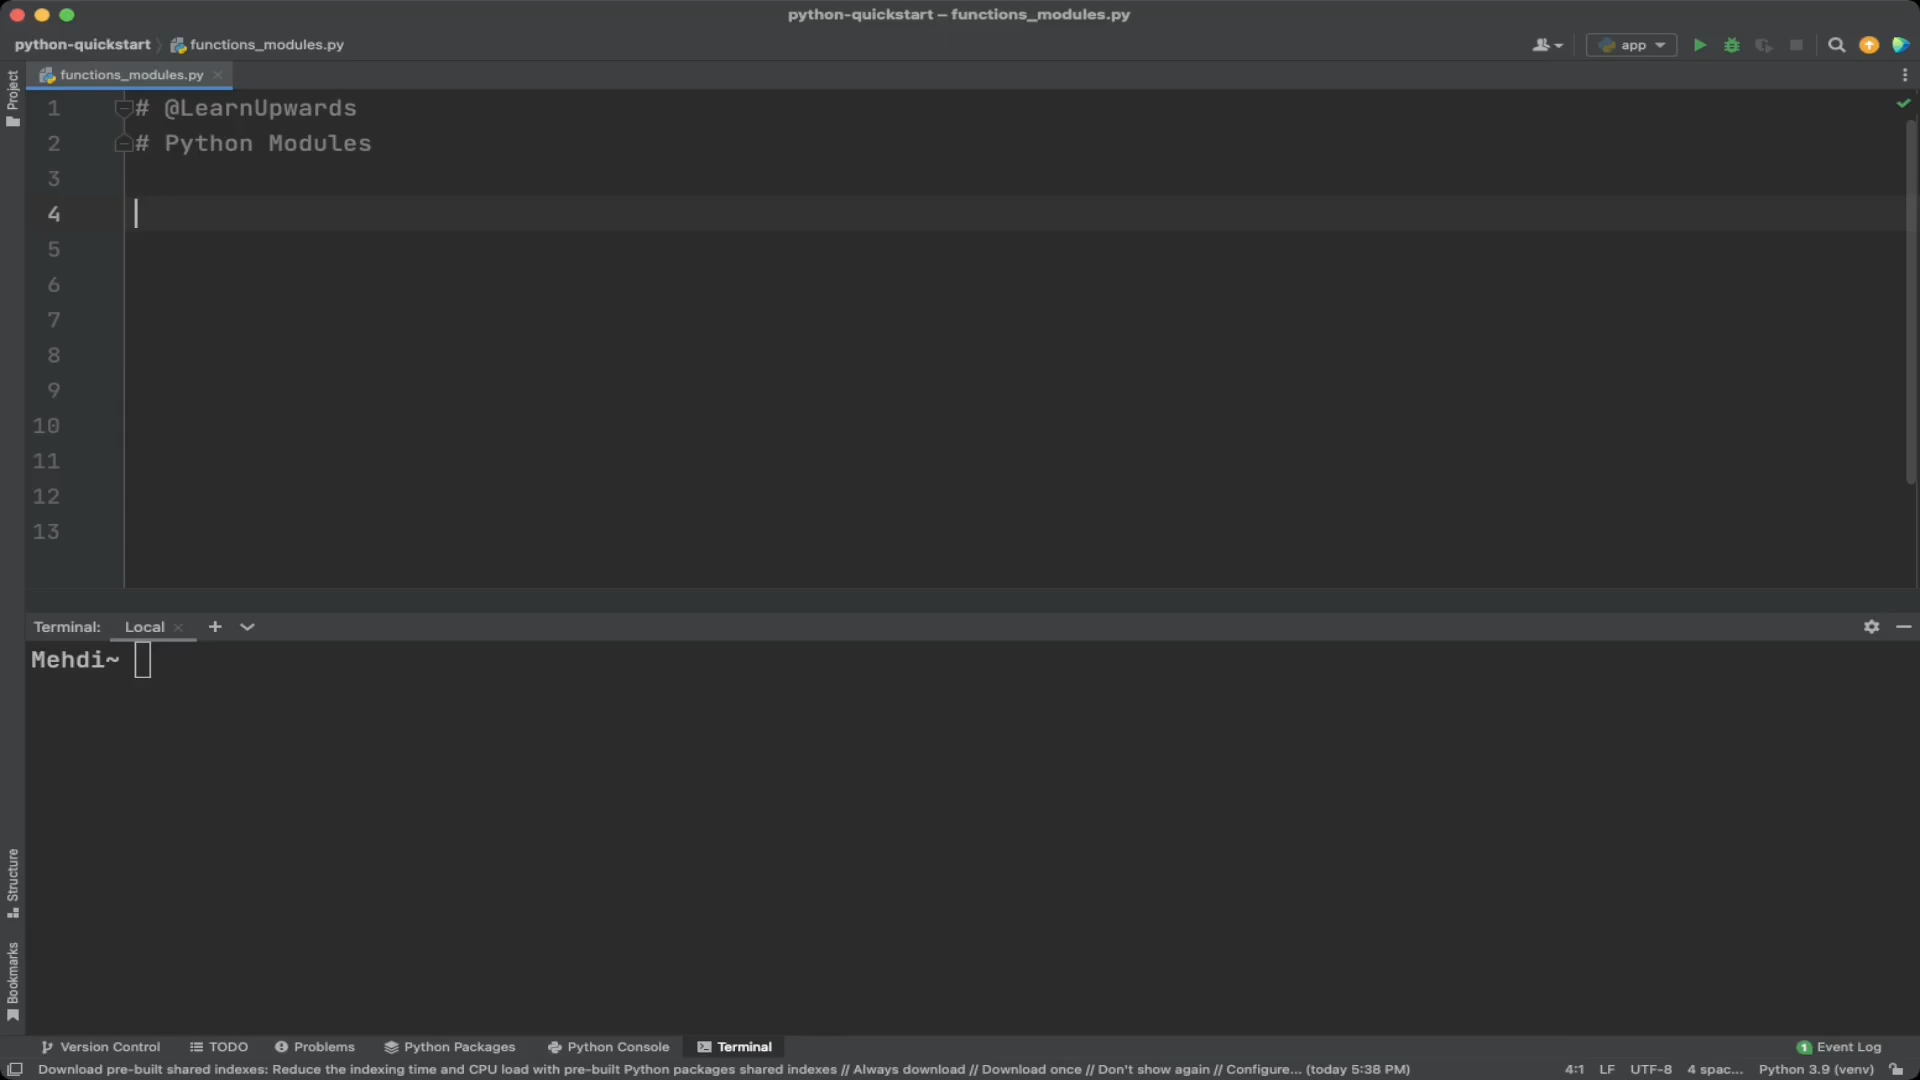 python-quickstart – functions_modules.py
python-quickstart functions_modules.py
app
functions_modules.py
Project
1 # @LearnUpwards
2 # Python Modules
3
4
5
6
7
8
9
10
11
12
13
Terminal: Local
Mehdi~
Structure
Bookmarks
Version Control TODO Problems Python Packages Python Console Terminal 1 Event Log
Download pre-built shared indexes: Reduce the indexing time and CPU load with pre-built Python packages shared indexes // Always download // Download once // Don't show again // Configure... (today 5:38 PM) 4:1 LF UTF-8 4 spac... Python 3.9 (venv)